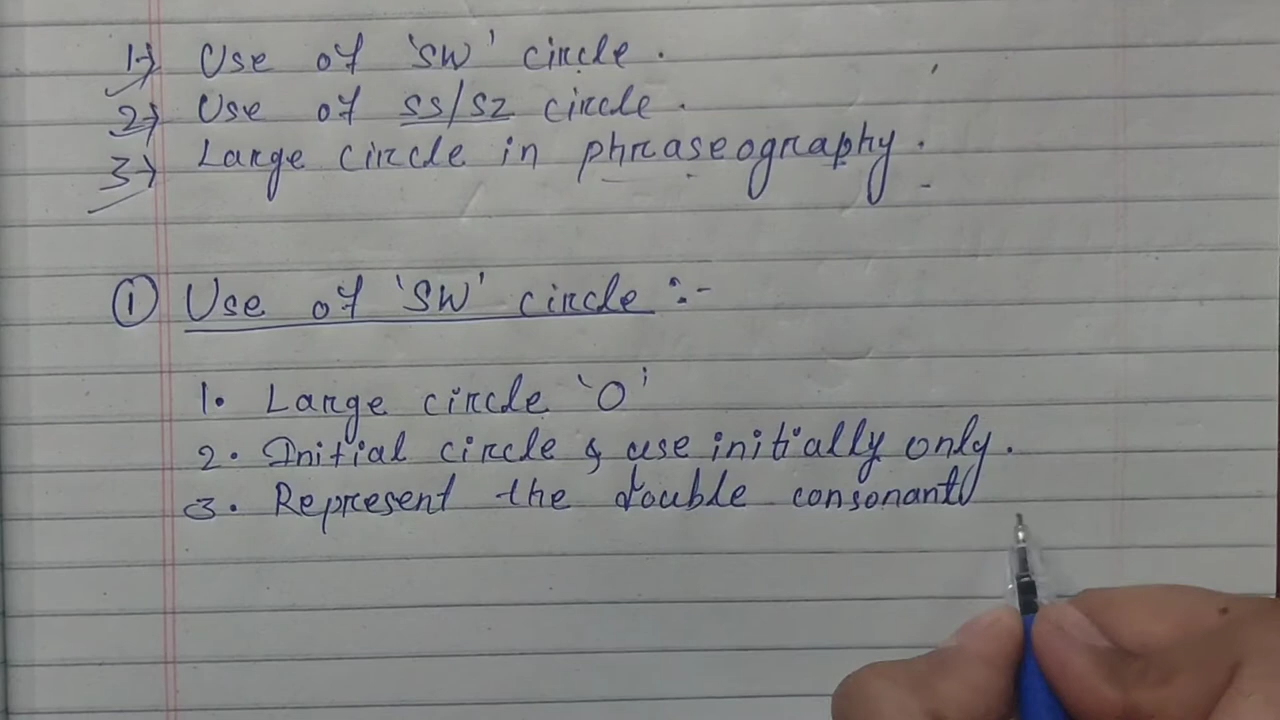 1→ Use of 'SW' circle.
2→ Use of SS/SZ circle.
3→ Large circle in phraseography.
① Use of 'SW' circle :-
1. Large circle 'O'
2. Initial circle & use initially only.
3. Represent the double consonant